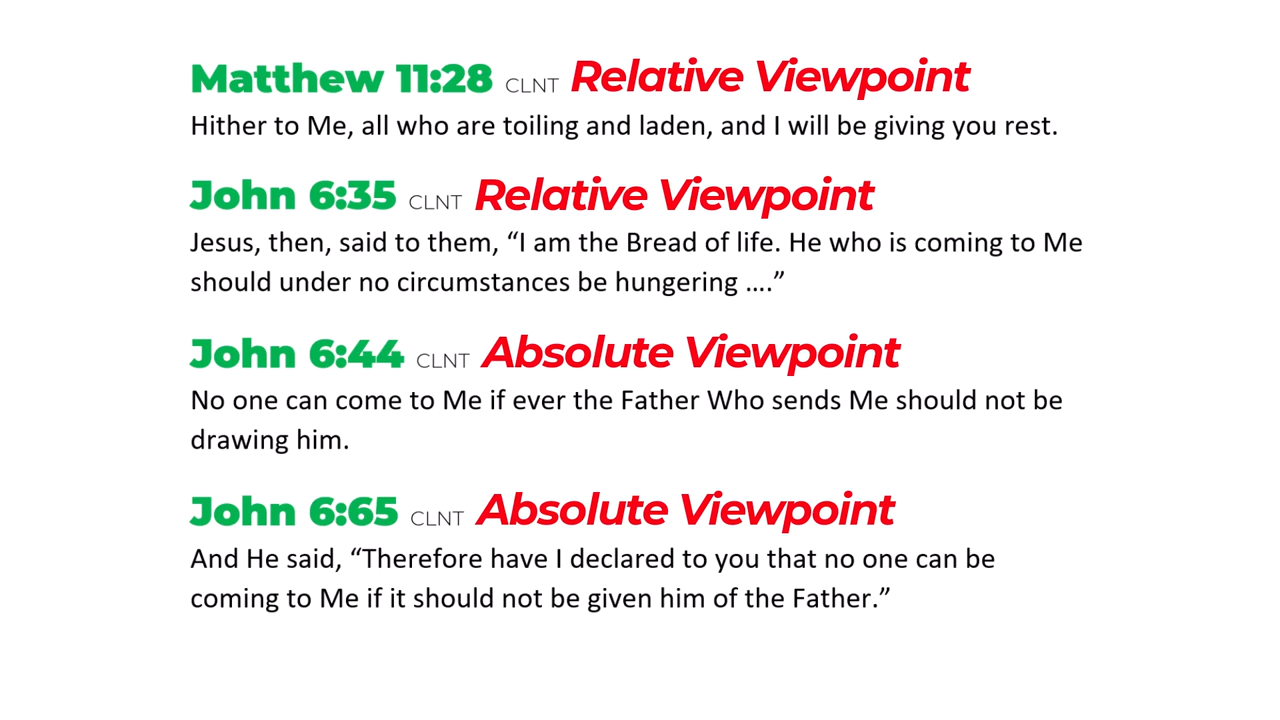 Matthew 11:28 CLNT Relative Viewpoint
Hither to Me, all who are toiling and laden, and I will be giving you rest.
John 6:35 CLNT Relative Viewpoint
Jesus, then, said to them, “I am the Bread of life. He who is coming to Me
should under no circumstances be hungering ….”
John 6:44 CLNT Absolute Viewpoint
No one can come to Me if ever the Father Who sends Me should not be
drawing him.
John 6:65 CLNT Absolute Viewpoint
And He said, “Therefore have I declared to you that no one can be
coming to Me if it should not be given him of the Father.”